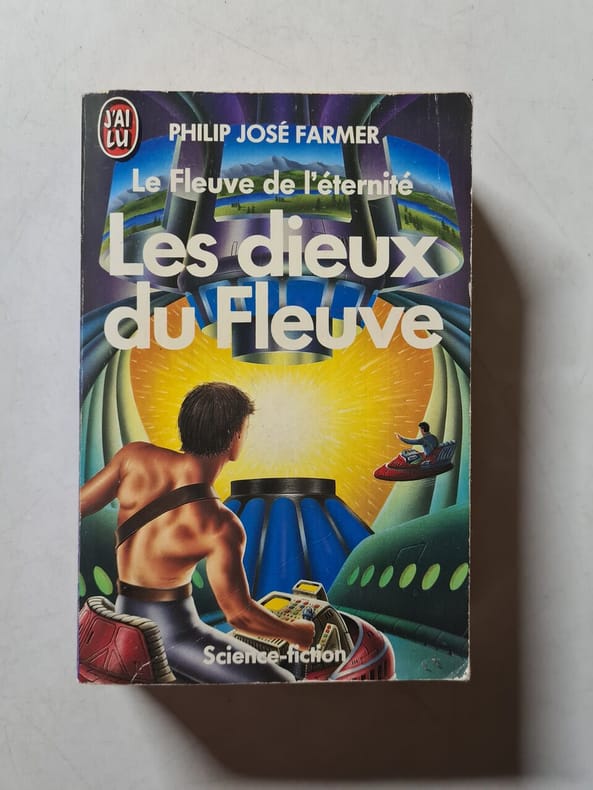 J'AI
LU
PHILIP JOSÉ FARMER
Le Fleuve de l'éternité
Les dieux
du Fleuve
Science-fiction